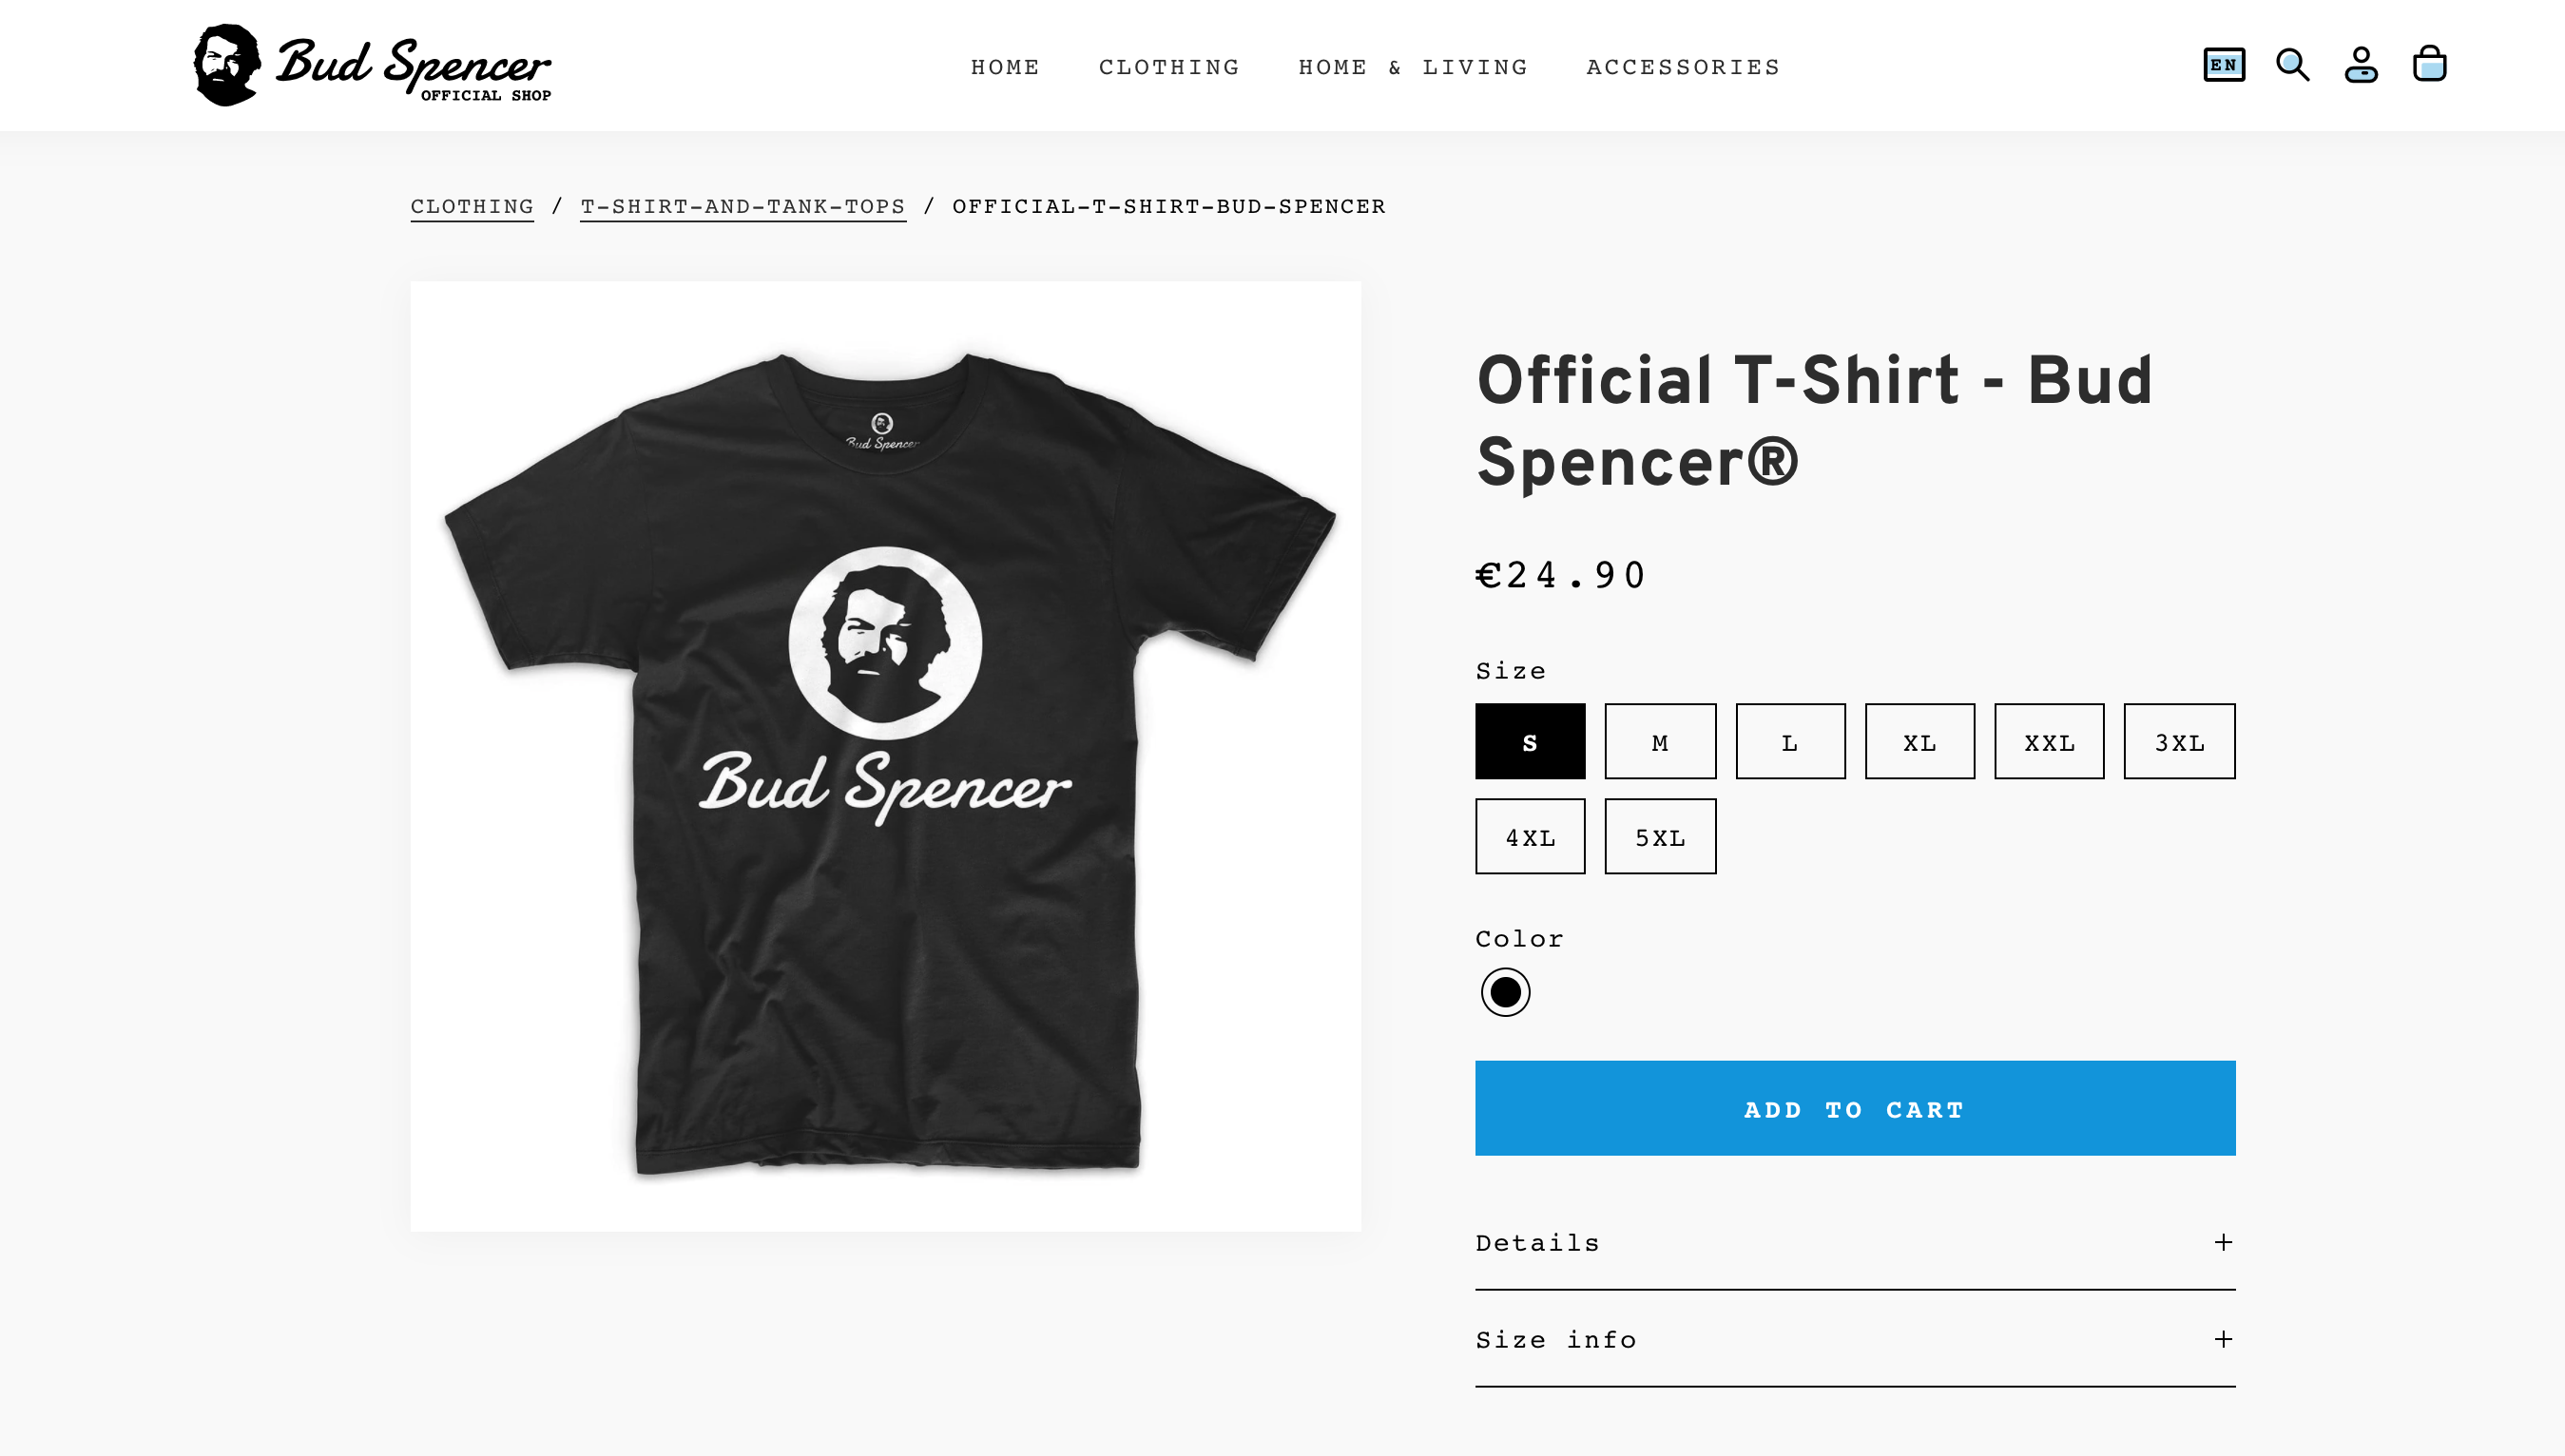 Bud Spencer
OFFICIAL SHOP
HOME CLOTHING HOME & LIVING ACCESSORIES
EN
CLOTHING / T-SHIRT-AND-TANK-TOPS / OFFICIAL-T-SHIRT-BUD-SPENCER
Bud Spencer
Bud Spencer
Official T-Shirt - Bud
Spencer®
€24.90
Size
S M L XL XXL 3XL
4XL 5XL
Color
ADD TO CART
Details +
Size info +